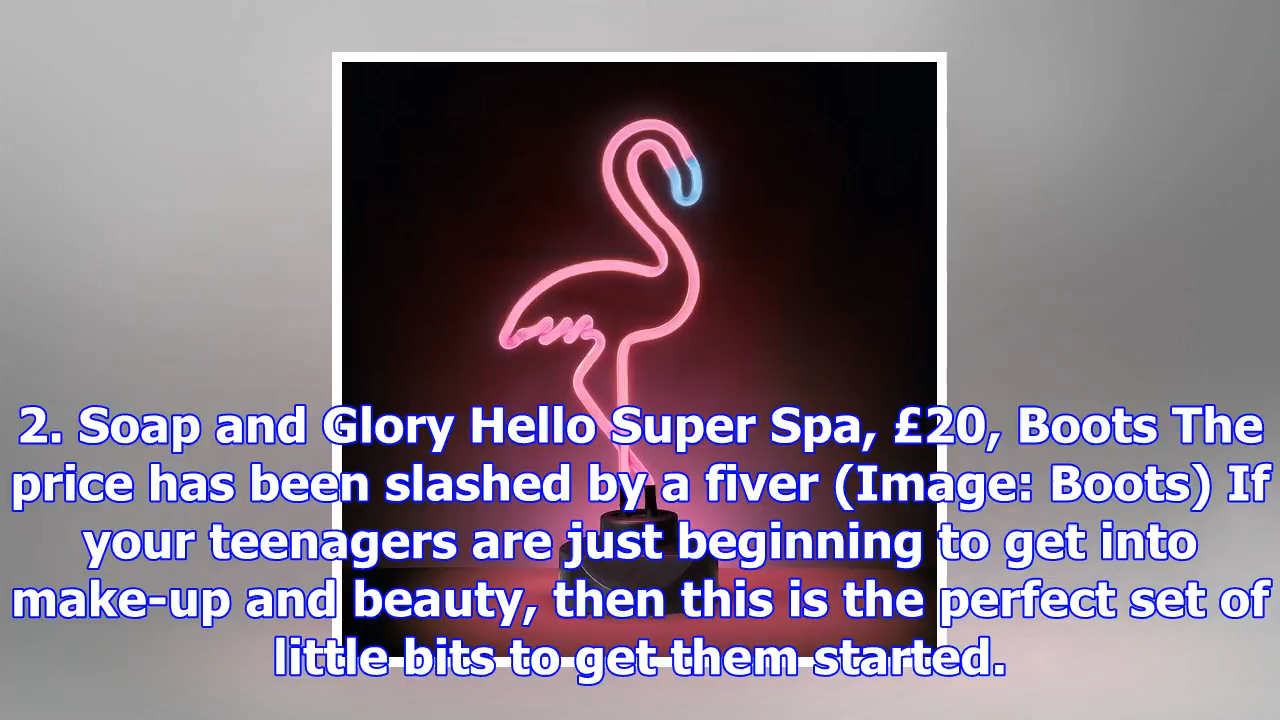 2. Soap and Glory Hello Super Spa, £20, Boots The
price has been slashed by a fiver (Image: Boots) If
your teenagers are just beginning to get into
make-up and beauty, then this is the perfect set of
little bits to get them started.